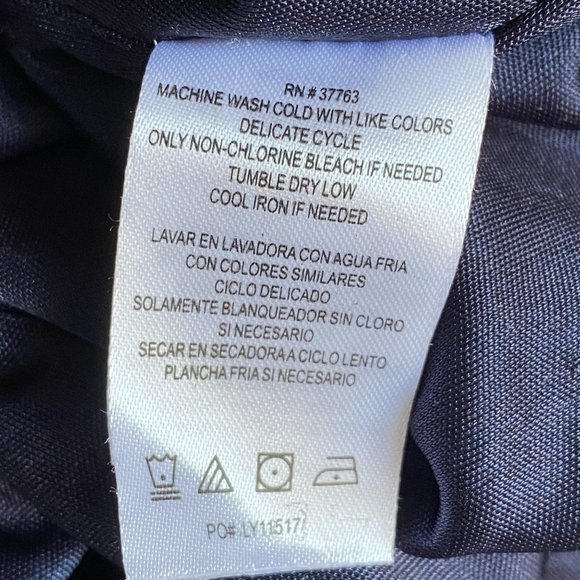 RN # 37763
MACHINE WASH COLD WITH LIKE COLORS
DELICATE CYCLE
ONLY NON-CHLORINE BLEACH IF NEEDED
TUMBLE DRY LOW
COOL IRON IF NEEDED
LAVAR EN LAVADORA CON AGUA FRIA
CON COLORES SIMILARES
CICLO DELICADO
SOLAMENTE BLANQUEADOR SIN CLORO
SI NECESARIO
SECAR EN SECADORA A CICLO LENTO
PLANCHA FRIA SI NECESARIO
PO# LY11517